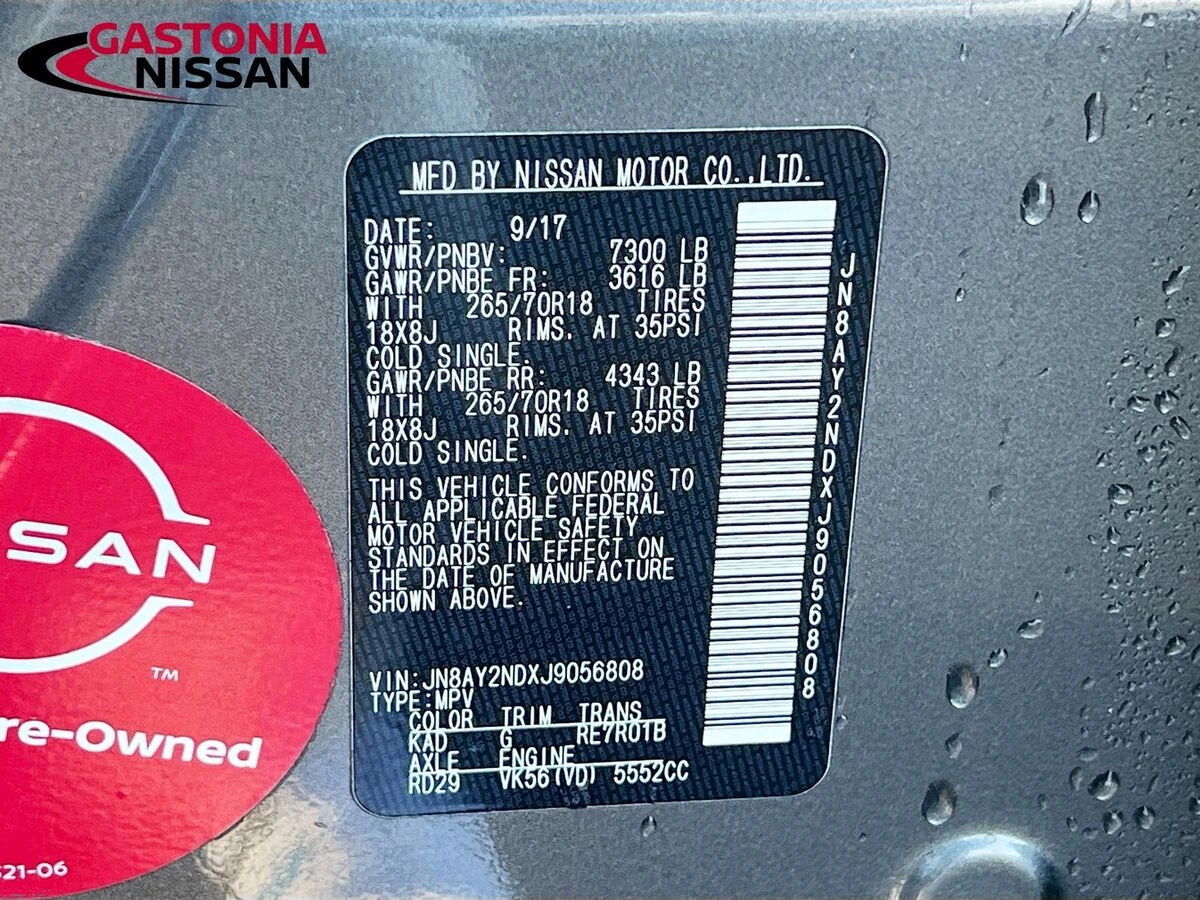 GASTONIA
NISSAN
MFD BY NISSAN MOTOR CO.,LTD.
DATE: 9/17
GVWR/PNBV: 7300 LB
GAWR/PNBE FR: 3616 LB
WITH 265/70R18 TIRES
18X8J RIMS. AT 35PSI
COLD SINGLE.
GAWR/PNBE RR: 4343 LB
WITH 265/70R18 TIRES
18X8J RIMS. AT 35PSI
COLD SINGLE.
THIS VEHICLE CONFORMS TO
ALL APPLICABLE FEDERAL
MOTOR VEHICLE SAFETY
STANDARDS IN EFFECT ON
THE DATE OF MANUFACTURE
SHOWN ABOVE.
VIN:JN8AY2NDXJ9056808
TYPE:MPV
COLOR TRIM TRANS
KAD G RE7R01B
AXLE ENGINE
RD29 VK56(VD) 5552CC
JN8AY2NDXJ9056808
SSAN
TM
re-Owned
521-06